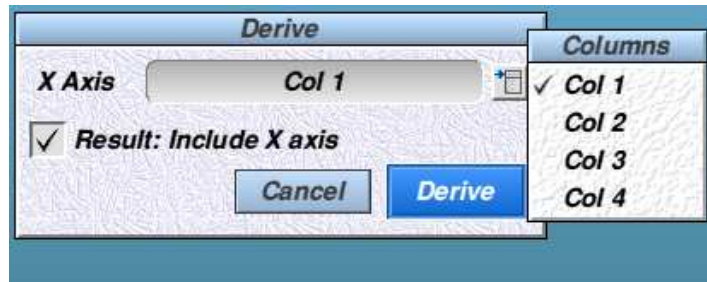 Derive
X Axis Col 1
Result: Include X axis
Cancel Derive
Columns
Col 1
Col 2
Col 3
Col 4